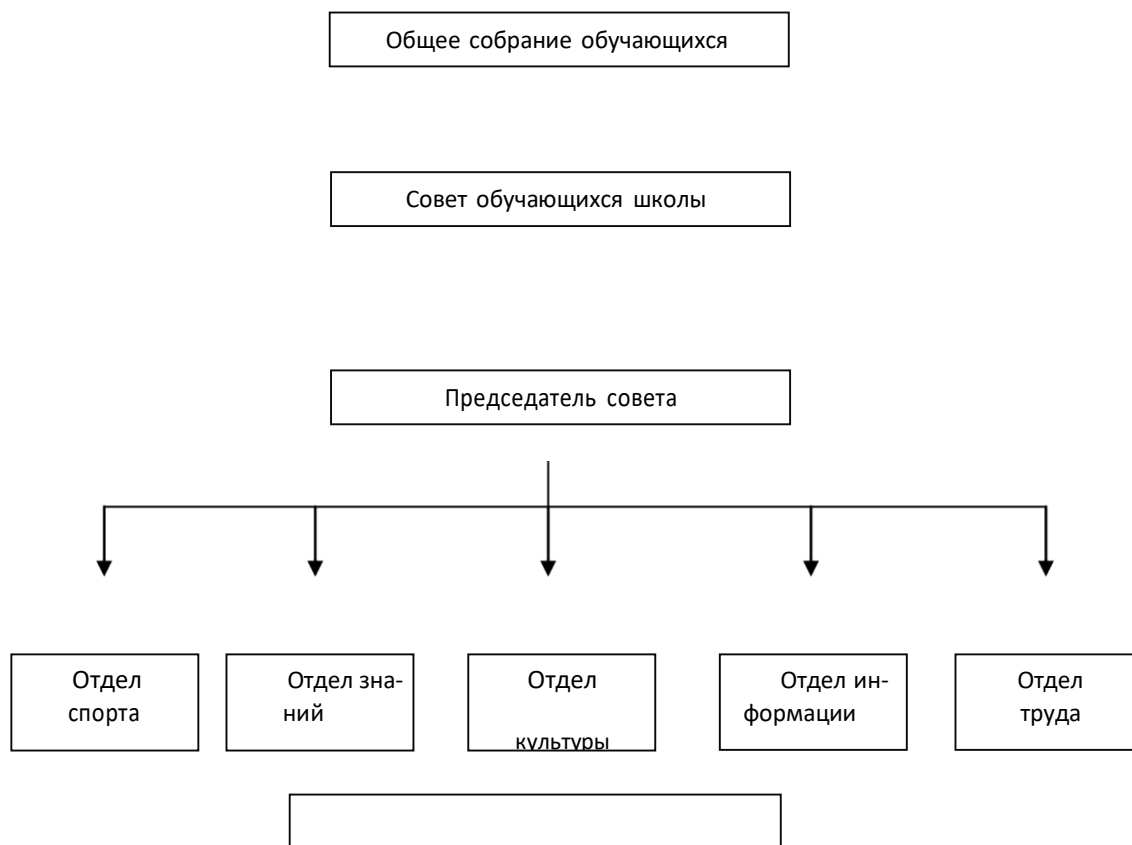 Общее собрание обучающихся
Совет обучающихся школы
Председатель совета
Отдел
спорта
Отдел зна-
ний
Отдел
культуры
Отдел ин-
формации
Отдел
труда